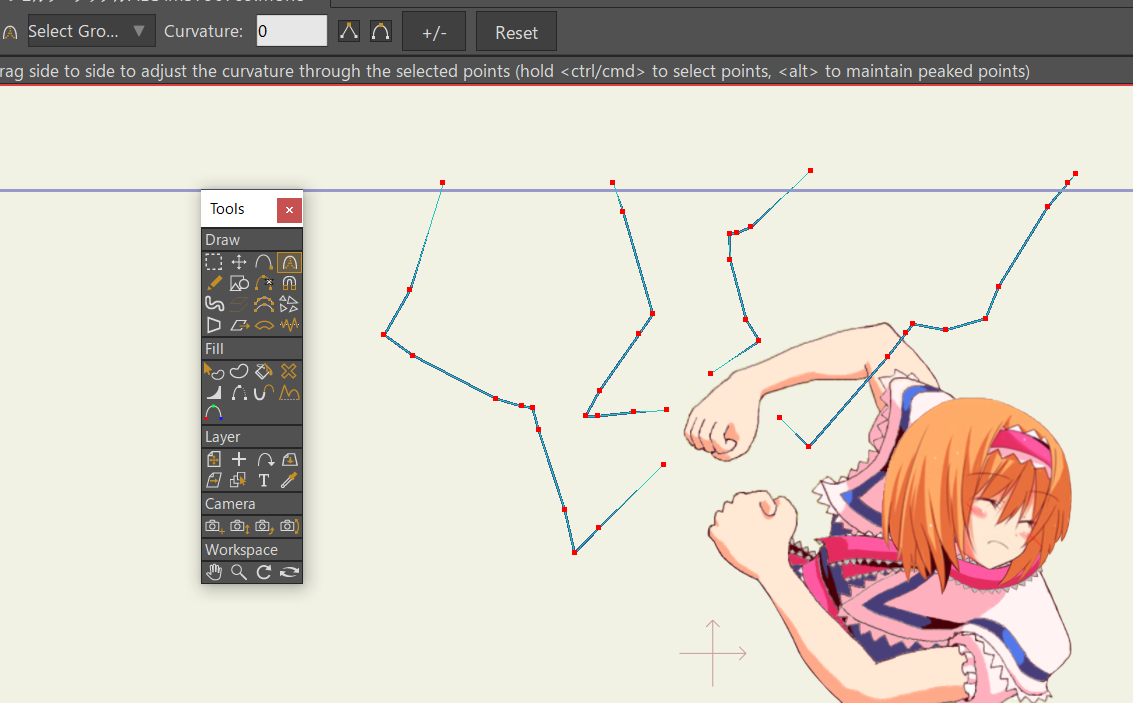 Select Gro... Curvature: 0 +/- Reset
rag side to side to adjust the curvature through the selected points (hold <ctrl/cmd> to select points, <alt> to maintain peaked points)
Tools
Draw
Fill
Layer
T
Camera
Workspace